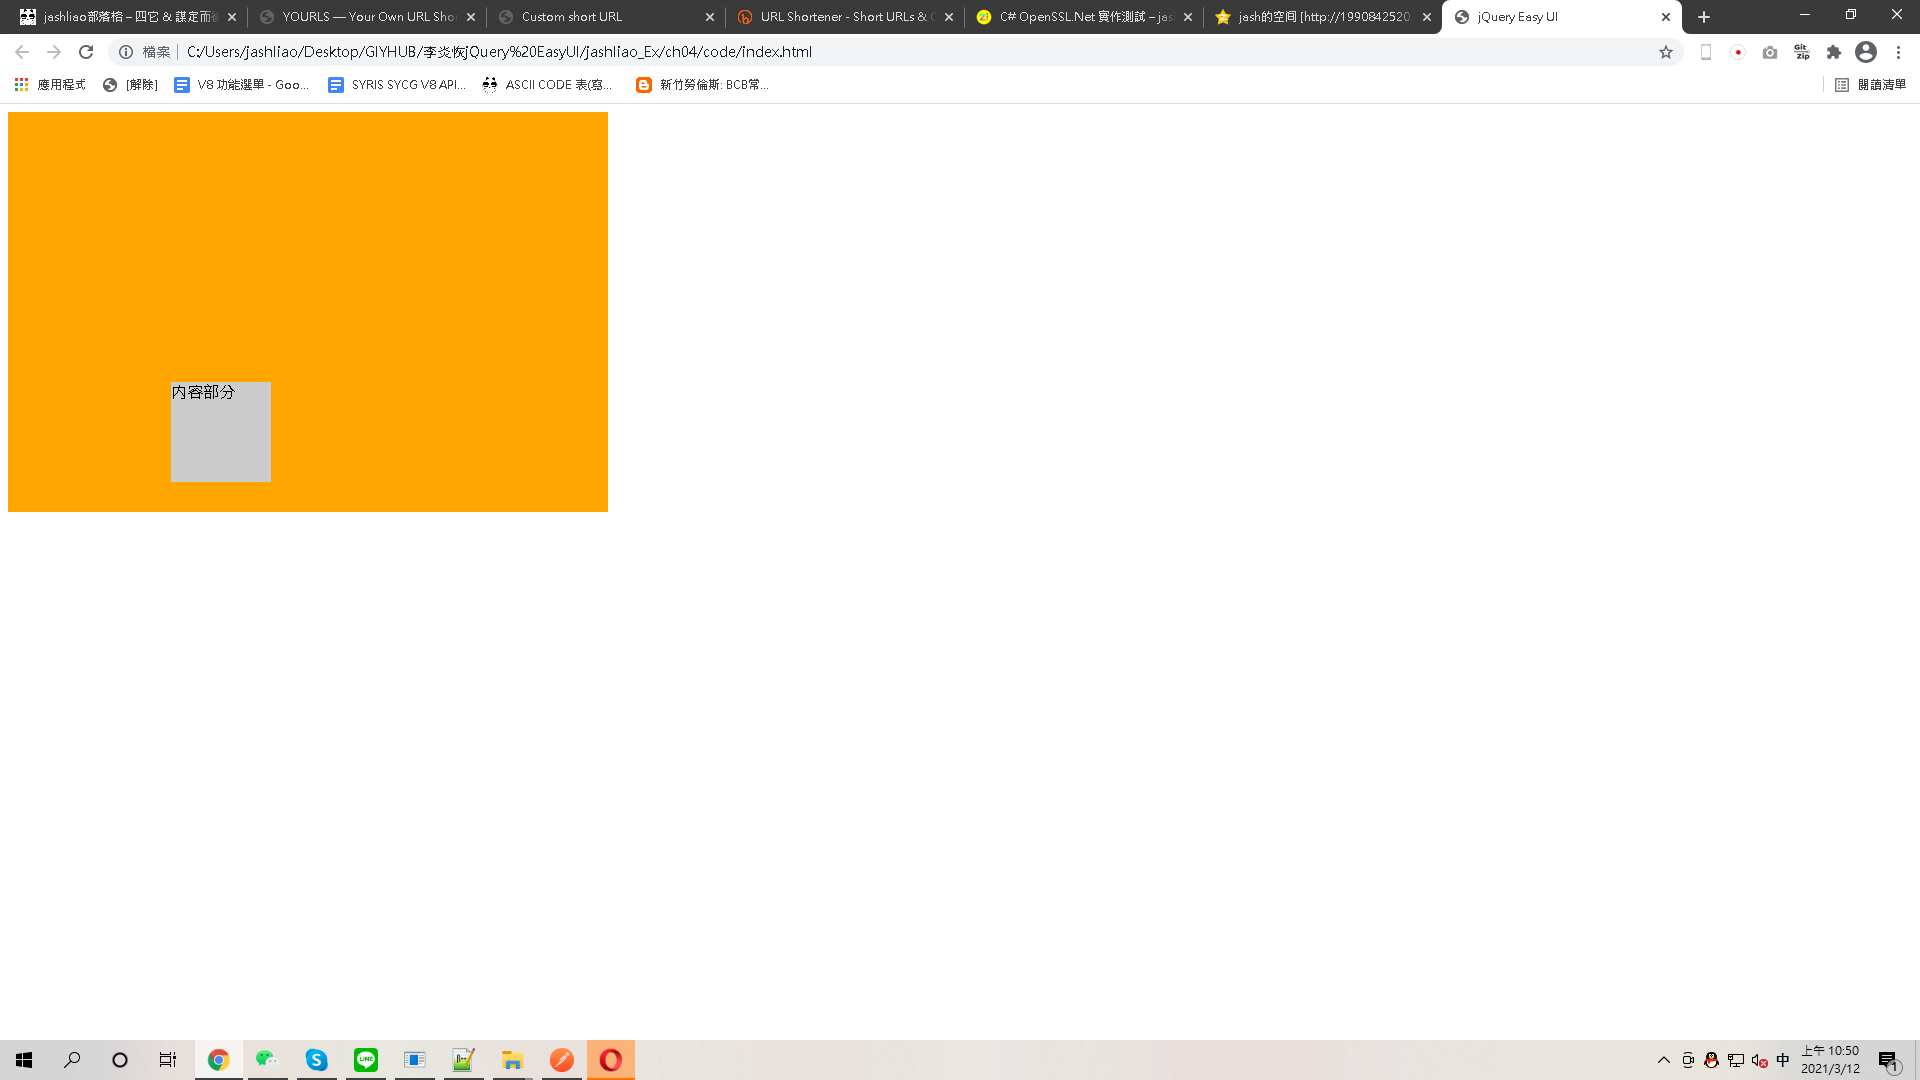 jashliao部落格 – 四它 & 謀定而後
YOURLS — Your Own URL Shor
Custom short URL
URL Shortener - Short URLs & C
C# OpenSSL.Net 實作測試 – jas
jash的空间 [http://1990842520.
jQuery Easy UI
檔案
C:/Users/jashliao/Desktop/GIYHUB/李炎恢jQuery%20EasyUI/jashliao_Ex/ch04/code/index.html
Git
Zip
應用程式
[解除]
V8 功能選單 - Goo...
SYRIS SYCG V8 API...
ASCII CODE 表(寫...
新竹勞倫斯: BCB常...
閱讀清單
内容部分
LINE
中
上午 10:50
2021/3/12
1